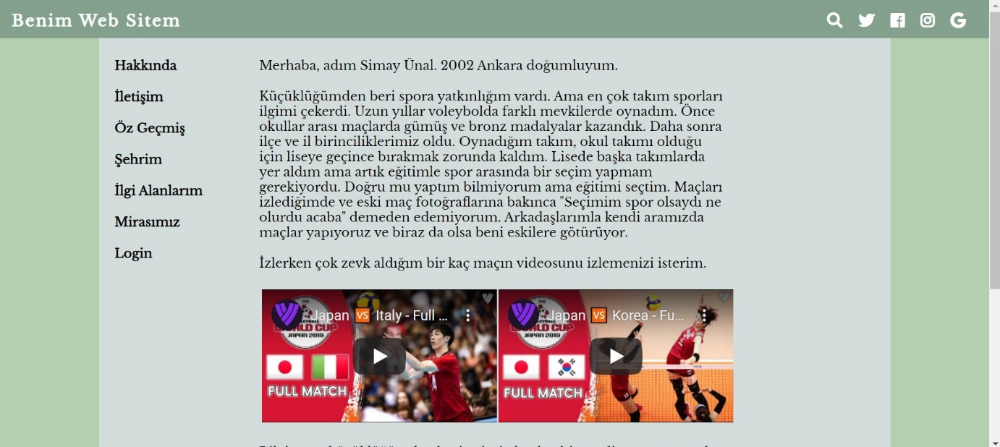 Benim Web Sitem
Hakkında
İletişim
Öz Geçmiş
Şehrim
İlgi Alanlarım
Mirasımız
Login
Merhaba, adım Simay Ünal. 2002 Ankara doğumluyum.
Küçüklüğümden beri spora yatkınlığım vardı. Ama en çok takım sporları
ilgimi çekerdi. Uzun yıllar voleybolda farklı mevkilerde oynadım. Önce
okullar arası maçlarda gümüş ve bronz madalyalar kazandık. Daha sonra
ilçe ve il birinciliklerimiz oldu. Oynadığım takım, okul takımı olduğu
için liseye geçince bırakmak zorunda kaldım. Lisede başka takımlarda
yer aldım ama artık eğitimle spor arasında bir seçim yapmam
gerekiyordu. Doğru mu yaptım bilmiyorum ama eğitimi seçtim. Maçları
izlediğimde ve eski maç fotoğraflarına bakınca "Seçimim spor olsaydı ne
olurdu acaba" demeden edemiyorum. Arkadaşlarımla kendi aramızda
maçlar yapıyoruz ve biraz da olsa beni eskilere götürüyor.
İzlerken çok zevk aldığım bir kaç maçın videosunu izlemenizi isterim.
Japan VS Italy - Full ...
WORLD CUP
JAPAN 2019
FULL MATCH
Japan VS Korea - Fu...
WORLD CUP
JAPAN 2019
FULL MATCH